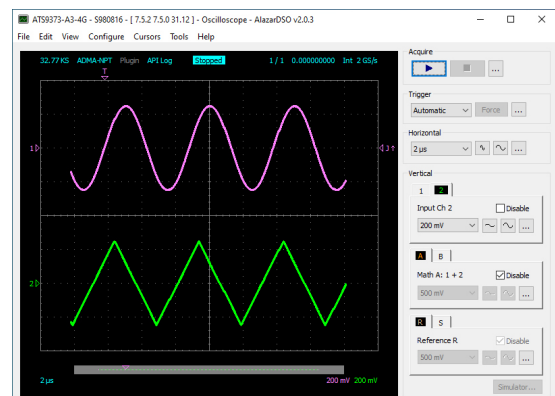 ATS9373-A3-4G - S980816 - [ 7.5.2 7.5.0 31.12 ] - Oscilloscope - AlazarDSO v2.0.3
File Edit View Configure Cursors Tools Help
32.77 KS ADMA-NPT Plugin API Log Stopped 1 / 1 0.000000000 Int 2 GS/s
T
1
J
2
2 µs 200 mV 200 mV
Acquire
...
Trigger
Automatic Force ...
Horizontal
2 µs ...
Vertical
1 2
Input Ch 2 Disable
200 mV ...
A B
Math A: 1 + 2 Disable
500 mV ...
R S
Reference R Disable
500 mV ...
Simulator...